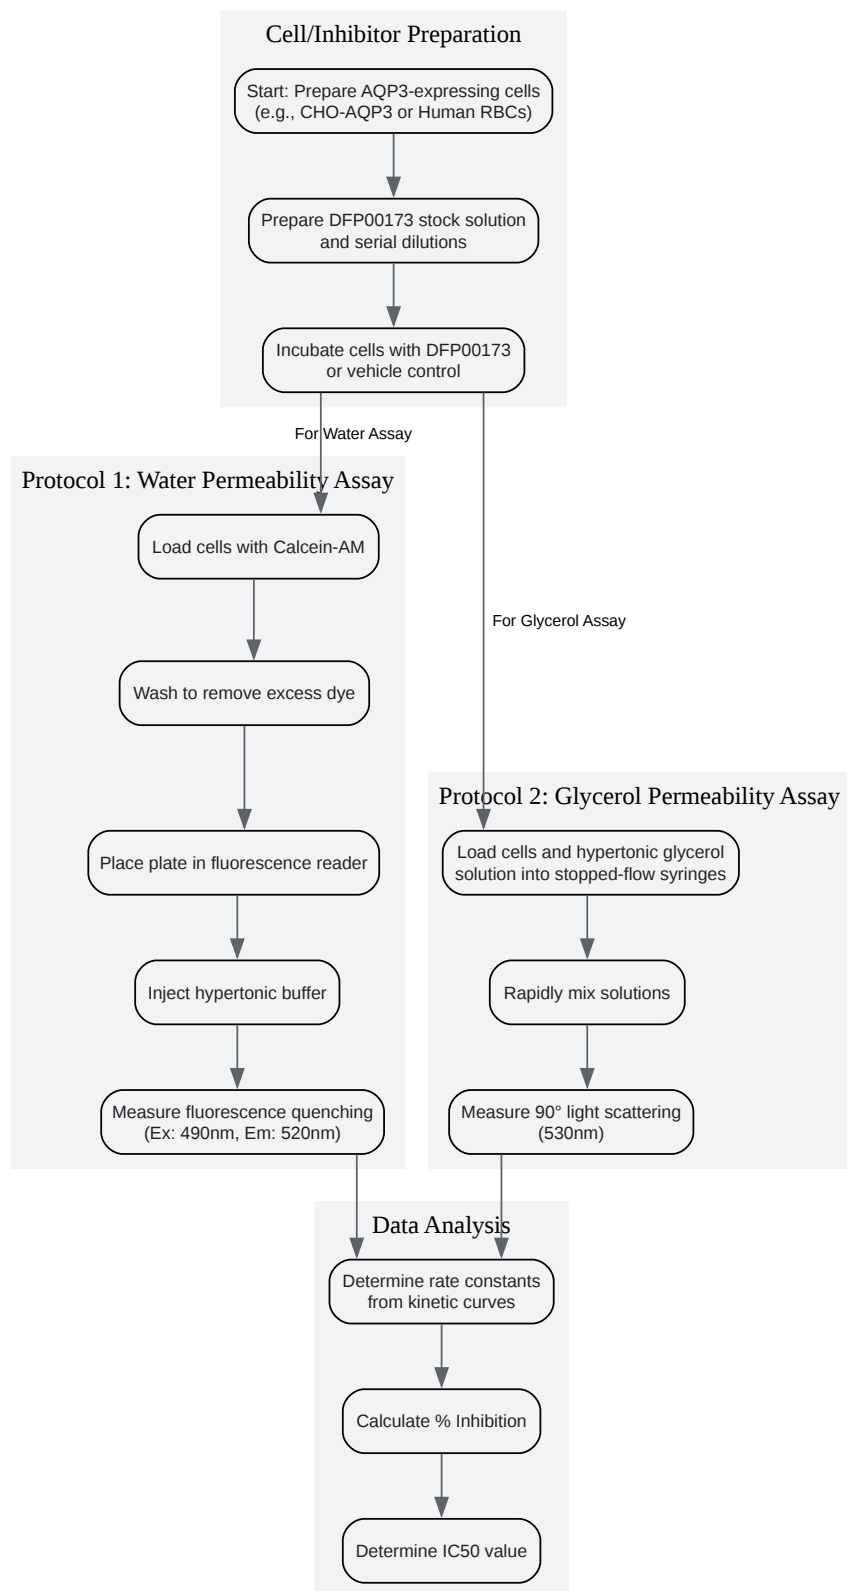 Cell/Inhibitor Preparation
Start: Prepare AQP3-expressing cells
(e.g., CHO-AQP3 or Human RBCs)
Prepare DFP00173 stock solution
and serial dilutions
Incubate cells with DFP00173
or vehicle control
For Water Assay
Protocol 1: Water Permeability Assay
Load cells with Calcein-AM
Wash to remove excess dye
Place plate in fluorescence reader
Inject hypertonic buffer
Measure fluorescence quenching
(Ex: 490nm, Em: 520nm)
For Glycerol Assay
Protocol 2: Glycerol Permeability Assay
Load cells and hypertonic glycerol
solution into stopped-flow syringes
Rapidly mix solutions
Measure 90° light scattering
(530nm)
Data Analysis
Determine rate constants
from kinetic curves
Calculate % Inhibition
Determine IC50 value